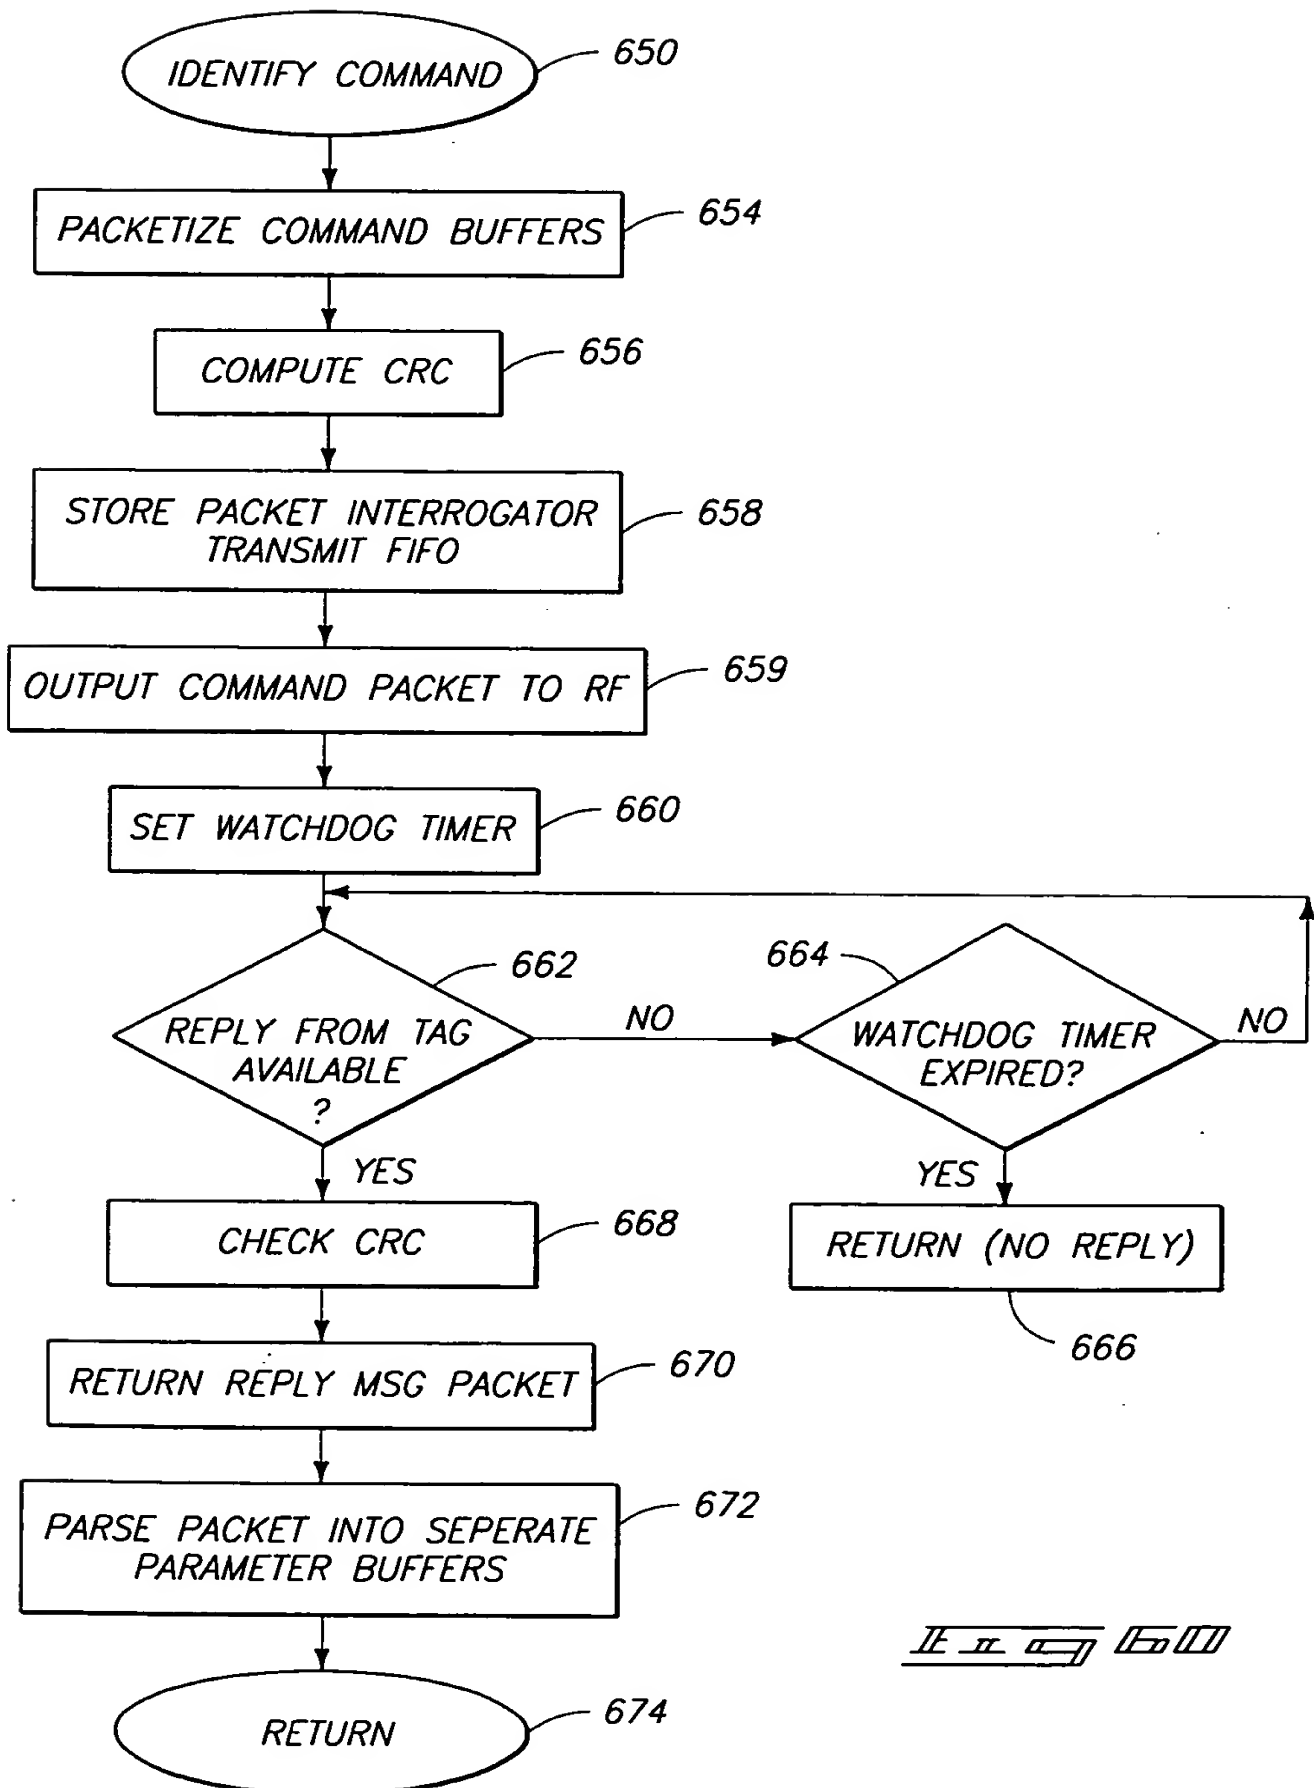 IDENTIFY COMMAND
650
PACKETIZE COMMAND BUFFERS
654
COMPUTE CRC
656
STORE PACKET INTERROGATOR
TRANSMIT FIFO
658
OUTPUT COMMAND PACKET TO RF
659
SET WATCHDOG TIMER
660
REPLY FROM TAG
AVAILABLE
?
662
NO
664
WATCHDOG TIMER
EXPIRED?
NO
YES
YES
CHECK CRC
668
RETURN (NO REPLY)
666
RETURN REPLY MSG PACKET
670
PARSE PACKET INTO SEPERATE
PARAMETER BUFFERS
672
RETURN
674
Fig 60